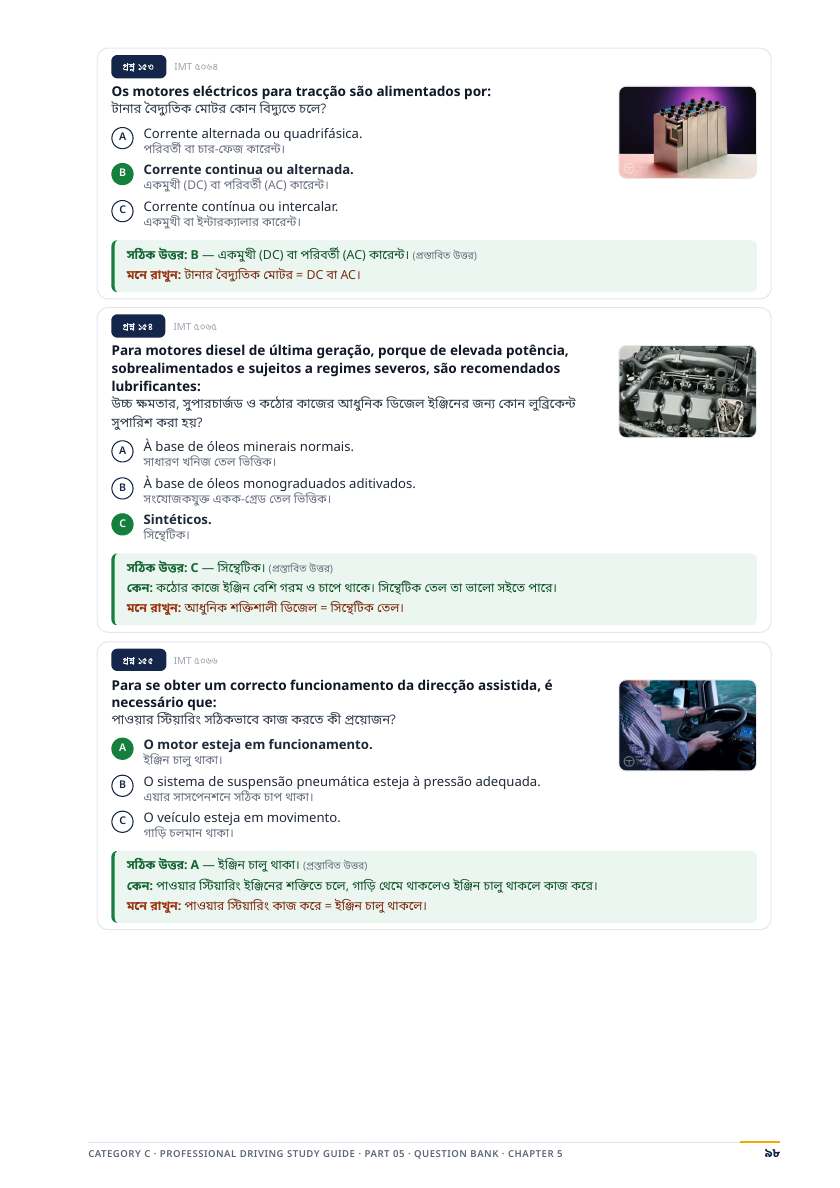 প্রশ্ন ১৫৩ IMT ৫০৬৪
Os motores eléctricos para tracção são alimentados por:
টানার বৈদ্যুতিক মোটর কোন বিদ্যুতে চলে?
A Corrente alternada ou quadrifásica.
পরিবর্তী বা চার-ফেজ কারেন্ট।
B Corrente continua ou alternada.
একমুখী (DC) বা পরিবর্তী (AC) কারেন্ট।
C Corrente contínua ou intercalar.
একমুখী বা ইন্টারক্যালার কারেন্ট।
সঠিক উত্তর: B — একমুখী (DC) বা পরিবর্তী (AC) কারেন্ট। (প্রস্তাবিত উত্তর)
মনে রাখুন: টানার বৈদ্যুতিক মোটর = DC বা AC।
প্রশ্ন ১৫৪ IMT ৫০৬৫
Para motores diesel de última geração, porque de elevada potência,
sobrealimentados e sujeitos a regimes severos, são recomendados
lubrificantes:
উচ্চ ক্ষমতার, সুপারচার্জড ও কঠোর কাজের আধুনিক ডিজেল ইঞ্জিনের জন্য কোন লুব্রিকেন্ট
সুপারিশ করা হয়?
A À base de óleos minerais normais.
সাধারণ খনিজ তেল ভিত্তিক।
B À base de óleos monograduados aditivados.
সংযোজকযুক্ত একক-গ্রেড তেল ভিত্তিক।
C Sintéticos.
সিন্থেটিক।
সঠিক উত্তর: C — সিন্থেটিক। (প্রস্তাবিত উত্তর)
কেন: কঠোর কাজে ইঞ্জিন বেশি গরম ও চাপে থাকে। সিন্থেটিক তেল তা ভালো সইতে পারে।
মনে রাখুন: আধুনিক শক্তিশালী ডিজেল = সিন্থেটিক তেল।
প্রশ্ন ১৫৫ IMT ৫০৬৬
Para se obter um correcto funcionamento da direcção assistida, é
necessário que:
পাওয়ার স্টিয়ারিং সঠিকভাবে কাজ করতে কী প্রয়োজন?
A O motor esteja em funcionamento.
ইঞ্জিন চালু থাকা।
B O sistema de suspensão pneumática esteja à pressão adequada.
এয়ার সাসপেনশনে সঠিক চাপ থাকা।
C O veículo esteja em movimento.
গাড়ি চলমান থাকা।
সঠিক উত্তর: A — ইঞ্জিন চালু থাকা। (প্রস্তাবিত উত্তর)
কেন: পাওয়ার স্টিয়ারিং ইঞ্জিনের শক্তিতে চলে, গাড়ি থেমে থাকলেও ইঞ্জিন চালু থাকলে কাজ করে।
মনে রাখুন: পাওয়ার স্টিয়ারিং কাজ করে = ইঞ্জিন চালু থাকলে।
CATEGORY C · PROFESSIONAL DRIVING STUDY GUIDE · PART 05 · QUESTION BANK · CHAPTER 5 ৯৮